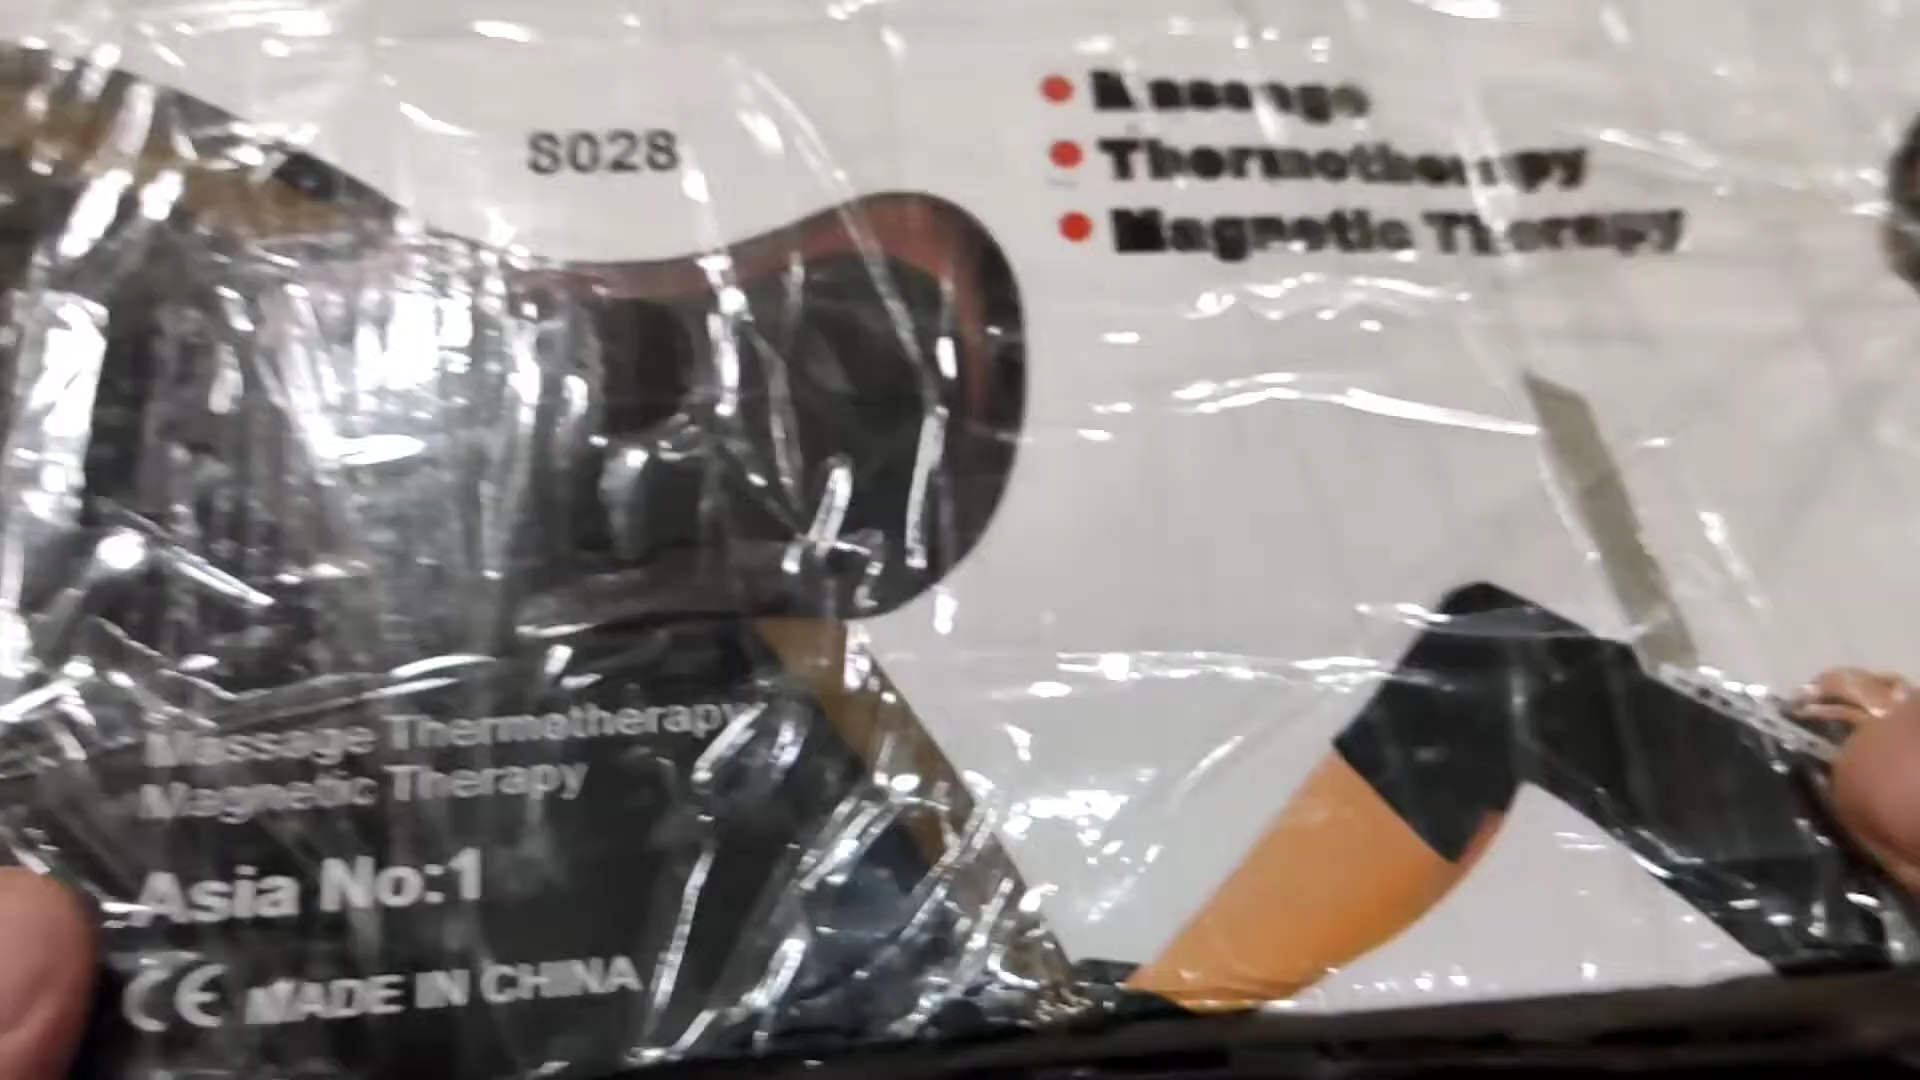 S028
Massage
Thermotherapy
Magnetic Therapy
Massage Thermotherapy
Magnetic Therapy
Asia No:1
CE MADE IN CHINA